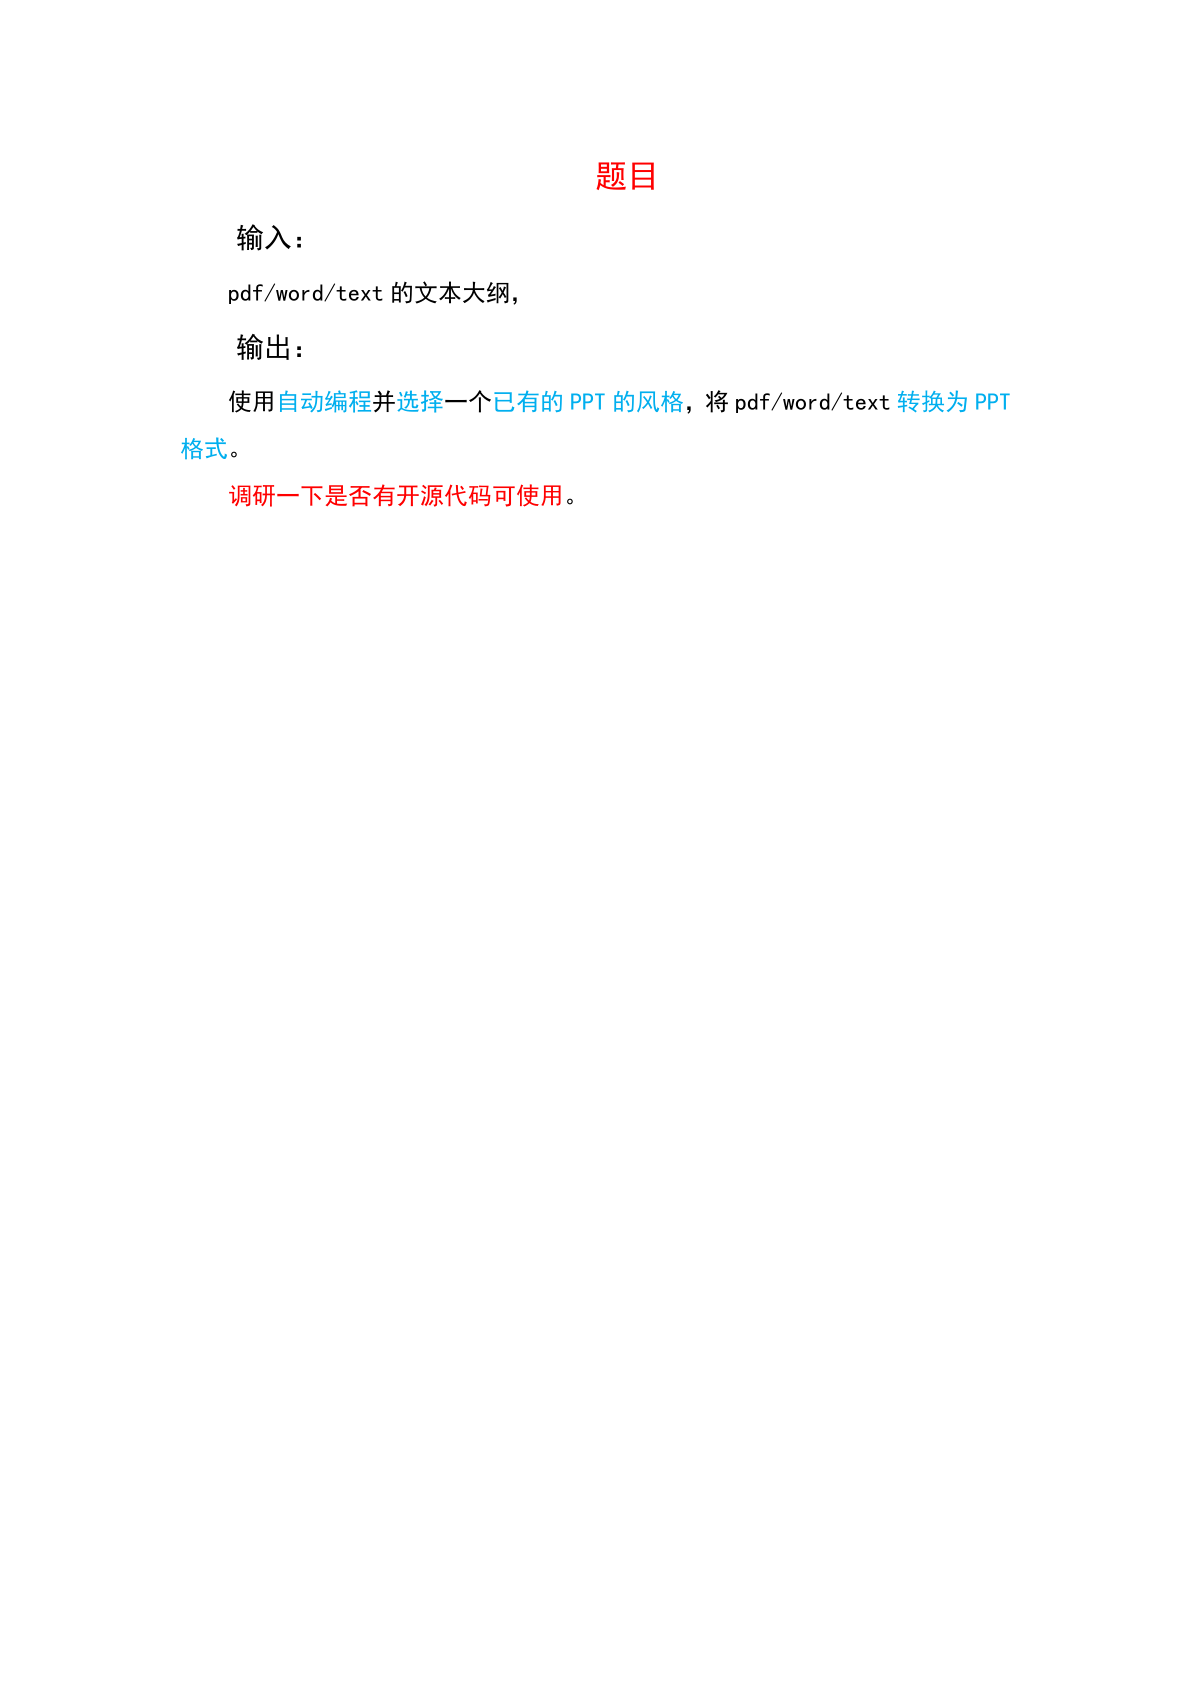 题目
输入：
pdf/word/text 的文本大纲，
输出：
使用自动编程并选择一个已有的 PPT 的风格，将 pdf/word/text 转换为 PPT
格式。
调研一下是否有开源代码可使用。